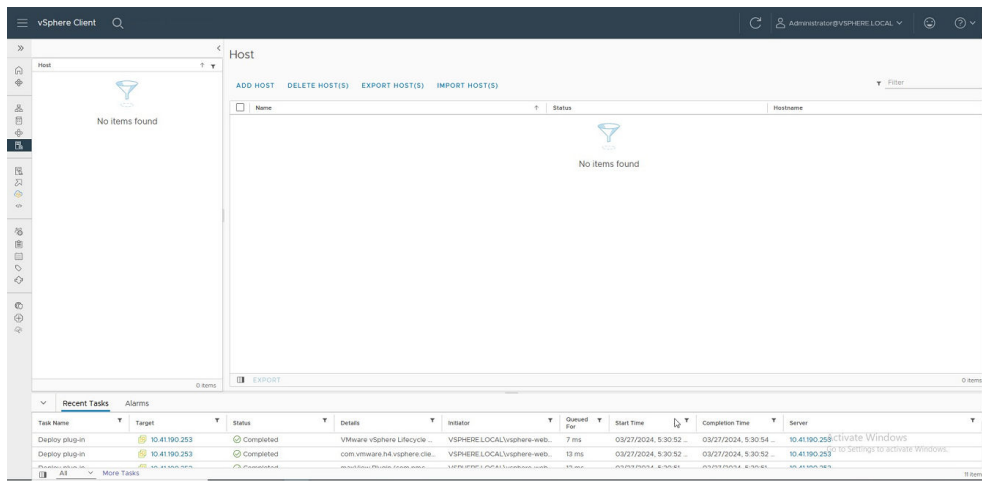 vSphere Client
Administrator@VSPHERE.LOCAL
Host
No items found
0 items
Host
ADD HOST DELETE HOST(S) EXPORT HOST(S) IMPORT HOST(S)
Filter
Name Status Hostname
No items found
EXPORT
0 items
Recent Tasks Alarms
Task Name Target Status Details Initiator Queued For Start Time Completion Time Server
Deploy plug-in 10.41.190.253 Completed VMware vSphere Lifecycle ... VSPHERE.LOCAL\vsphere-web... 7 ms 03/27/2024, 5:30:52 ... 03/27/2024, 5:30:54 ... 10.41.190.253
Deploy plug-in 10.41.190.253 Completed com.vmware.h4.vsphere.clie... VSPHERE.LOCAL\vsphere-web... 13 ms 03/27/2024, 5:30:52 ... 03/27/2024, 5:30:52 ... 10.41.190.253
Activate Windows
Go to Settings to activate Windows.
All More Tasks
11 items